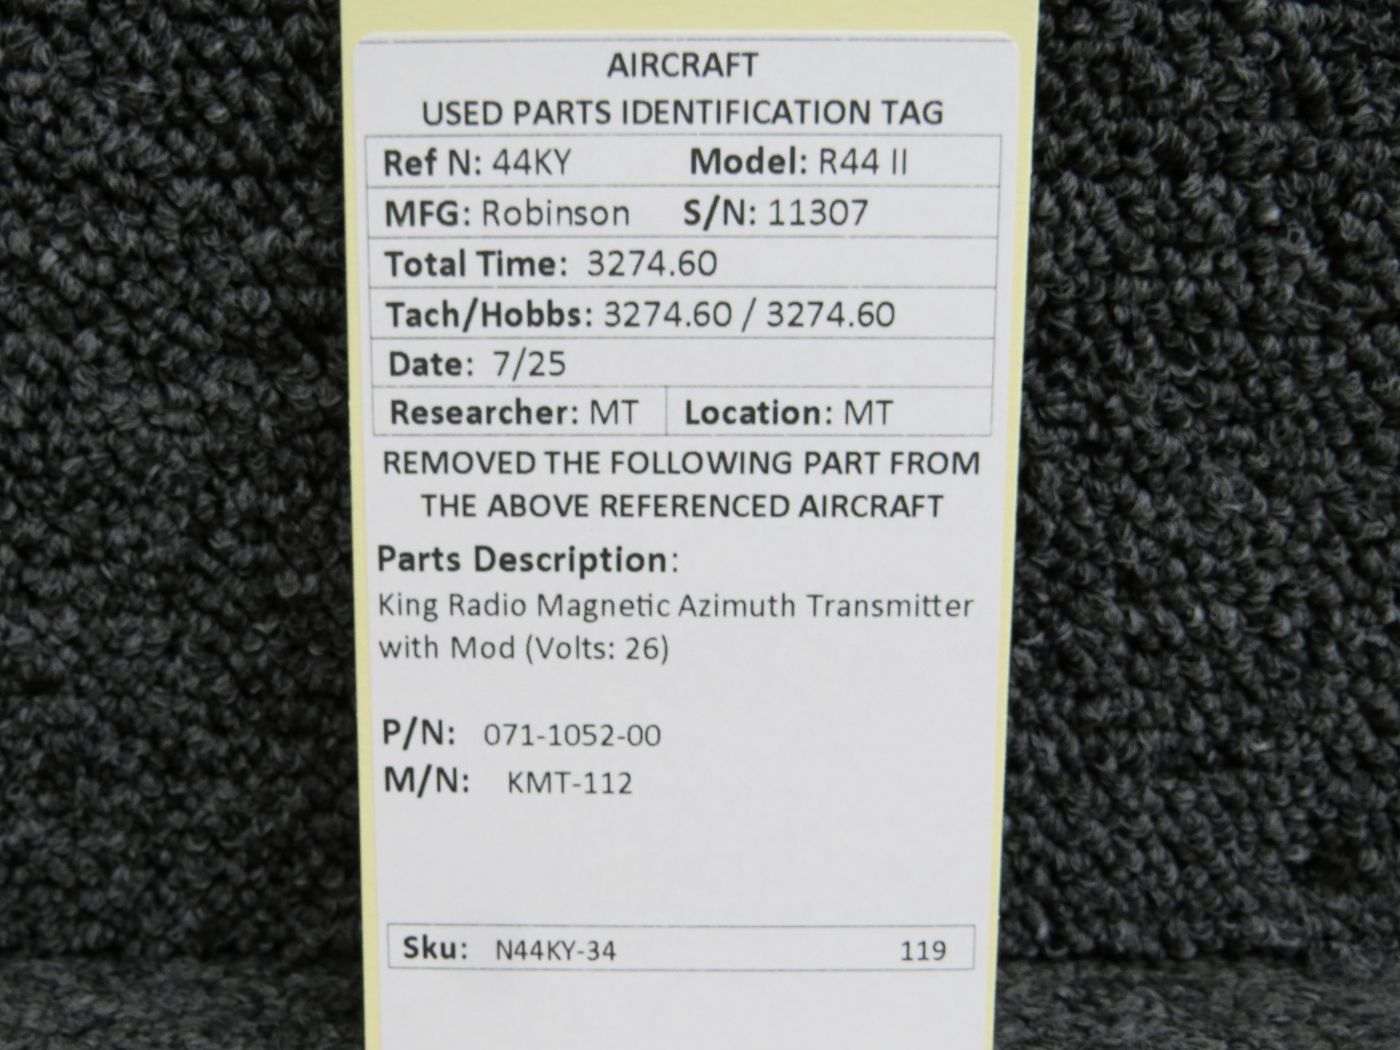 AIRCRAFT
USED PARTS IDENTIFICATION TAG
Ref N: 44KY Model: R44 II
MFG: Robinson S/N: 11307
Total Time: 3274.60
Tach/Hobbs: 3274.60 / 3274.60
Date: 7/25
Researcher: MT Location: MT
REMOVED THE FOLLOWING PART FROM
THE ABOVE REFERENCED AIRCRAFT
Parts Description:
King Radio Magnetic Azimuth Transmitter
with Mod (Volts: 26)
P/N: 071-1052-00
M/N: KMT-112
Sku: N44KY-34 119